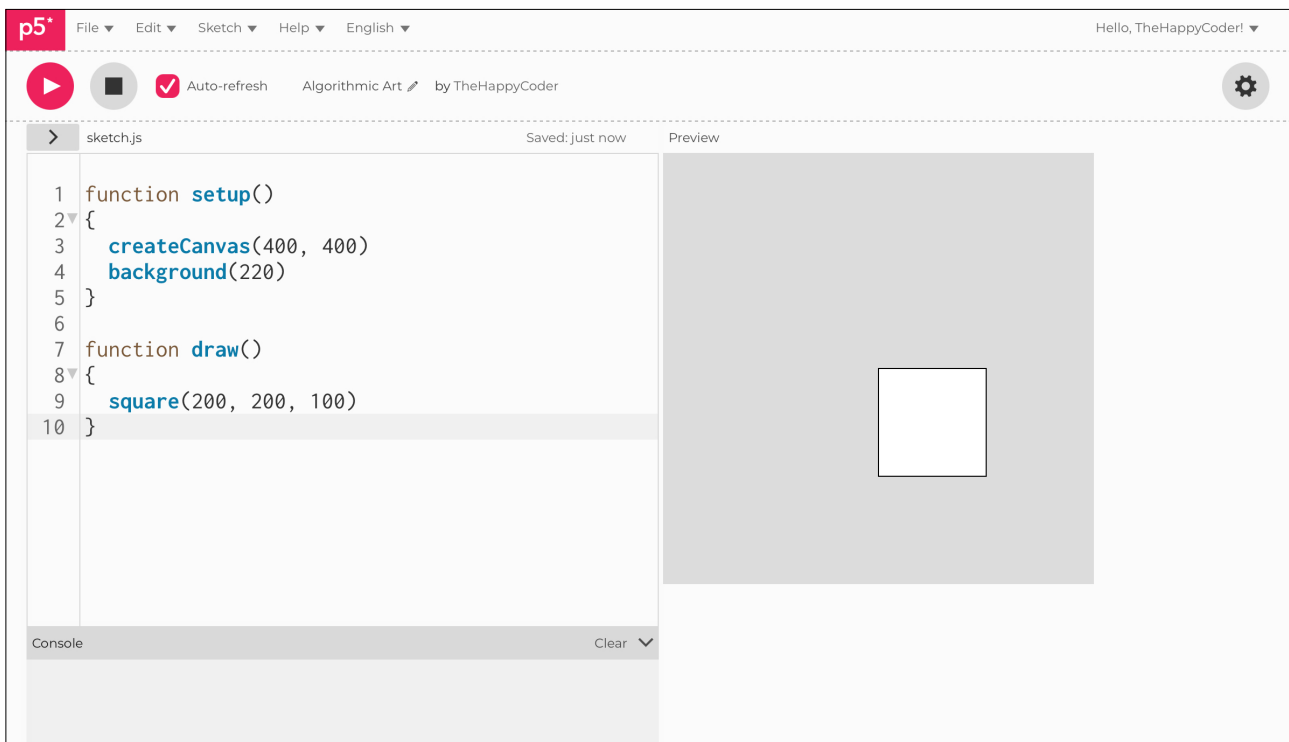 p5* File Edit Sketch Help English Hello, TheHappyCoder!
Auto-refresh Algorithmic Art by TheHappyCoder
sketch.js Saved: just now Preview
1 function setup()
2 {
3 createCanvas(400, 400)
4 background(220)
5 }
6
7 function draw()
8 {
9 square(200, 200, 100)
10 }
Console Clear